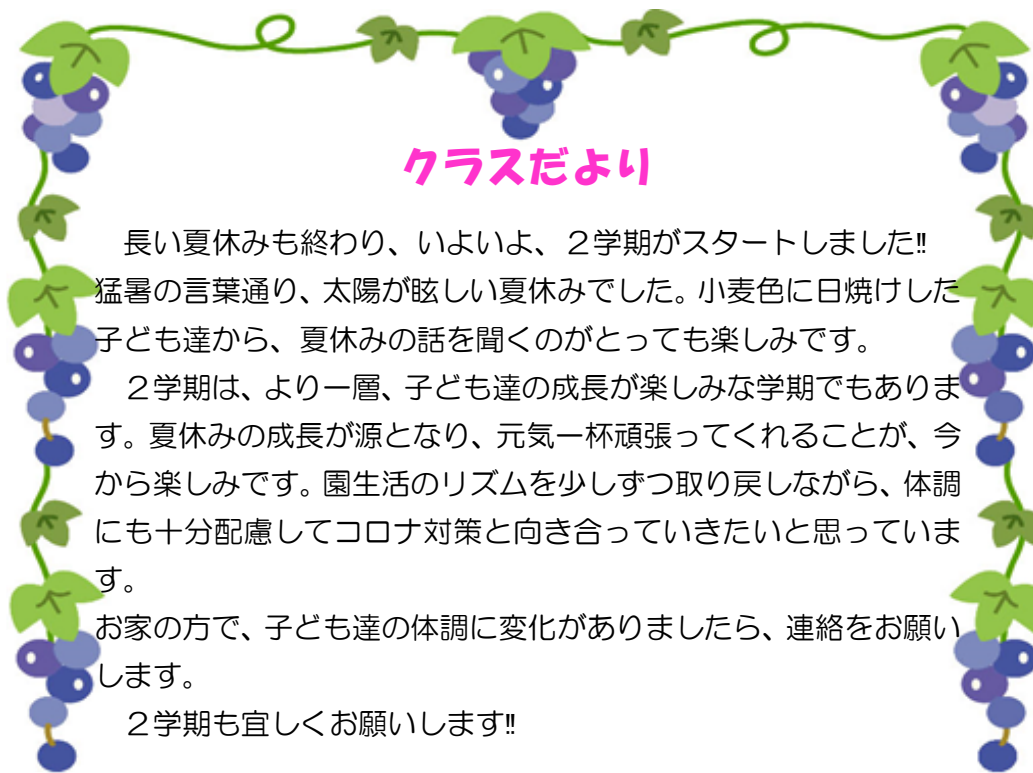 クラスだより
　長い夏休みも終わり、いよいよ、２学期がスタートしました‼
猛暑の言葉通り、太陽が眩しい夏休みでした。小麦色に日焼けした
子ども達から、夏休みの話を聞くのがとっても楽しみです。
　２学期は、より一層、子ども達の成長が楽しみな学期でもありま
す。夏休みの成長が源となり、元気一杯頑張ってくれることが、今
から楽しみです。園生活のリズムを少しずつ取り戻しながら、体調
にも十分配慮してコロナ対策と向き合っていきたいと思っていま
す。
お家の方で、子ども達の体調に変化がありましたら、連絡をお願い
します。
　２学期も宜しくお願いします‼